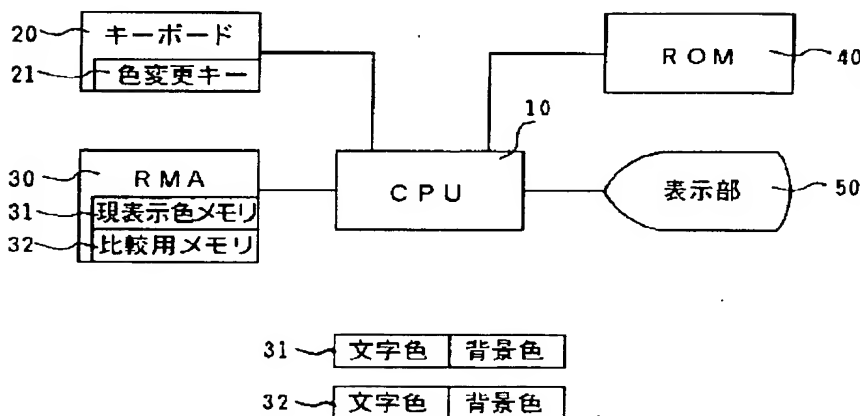 20 キーボード
21 色変更キー
ROM 40
10
CPU
30 RMA
31 現表示色メモリ
32 比較用メモリ
表示部 50
31 文字色 背景色
32 文字色 背景色